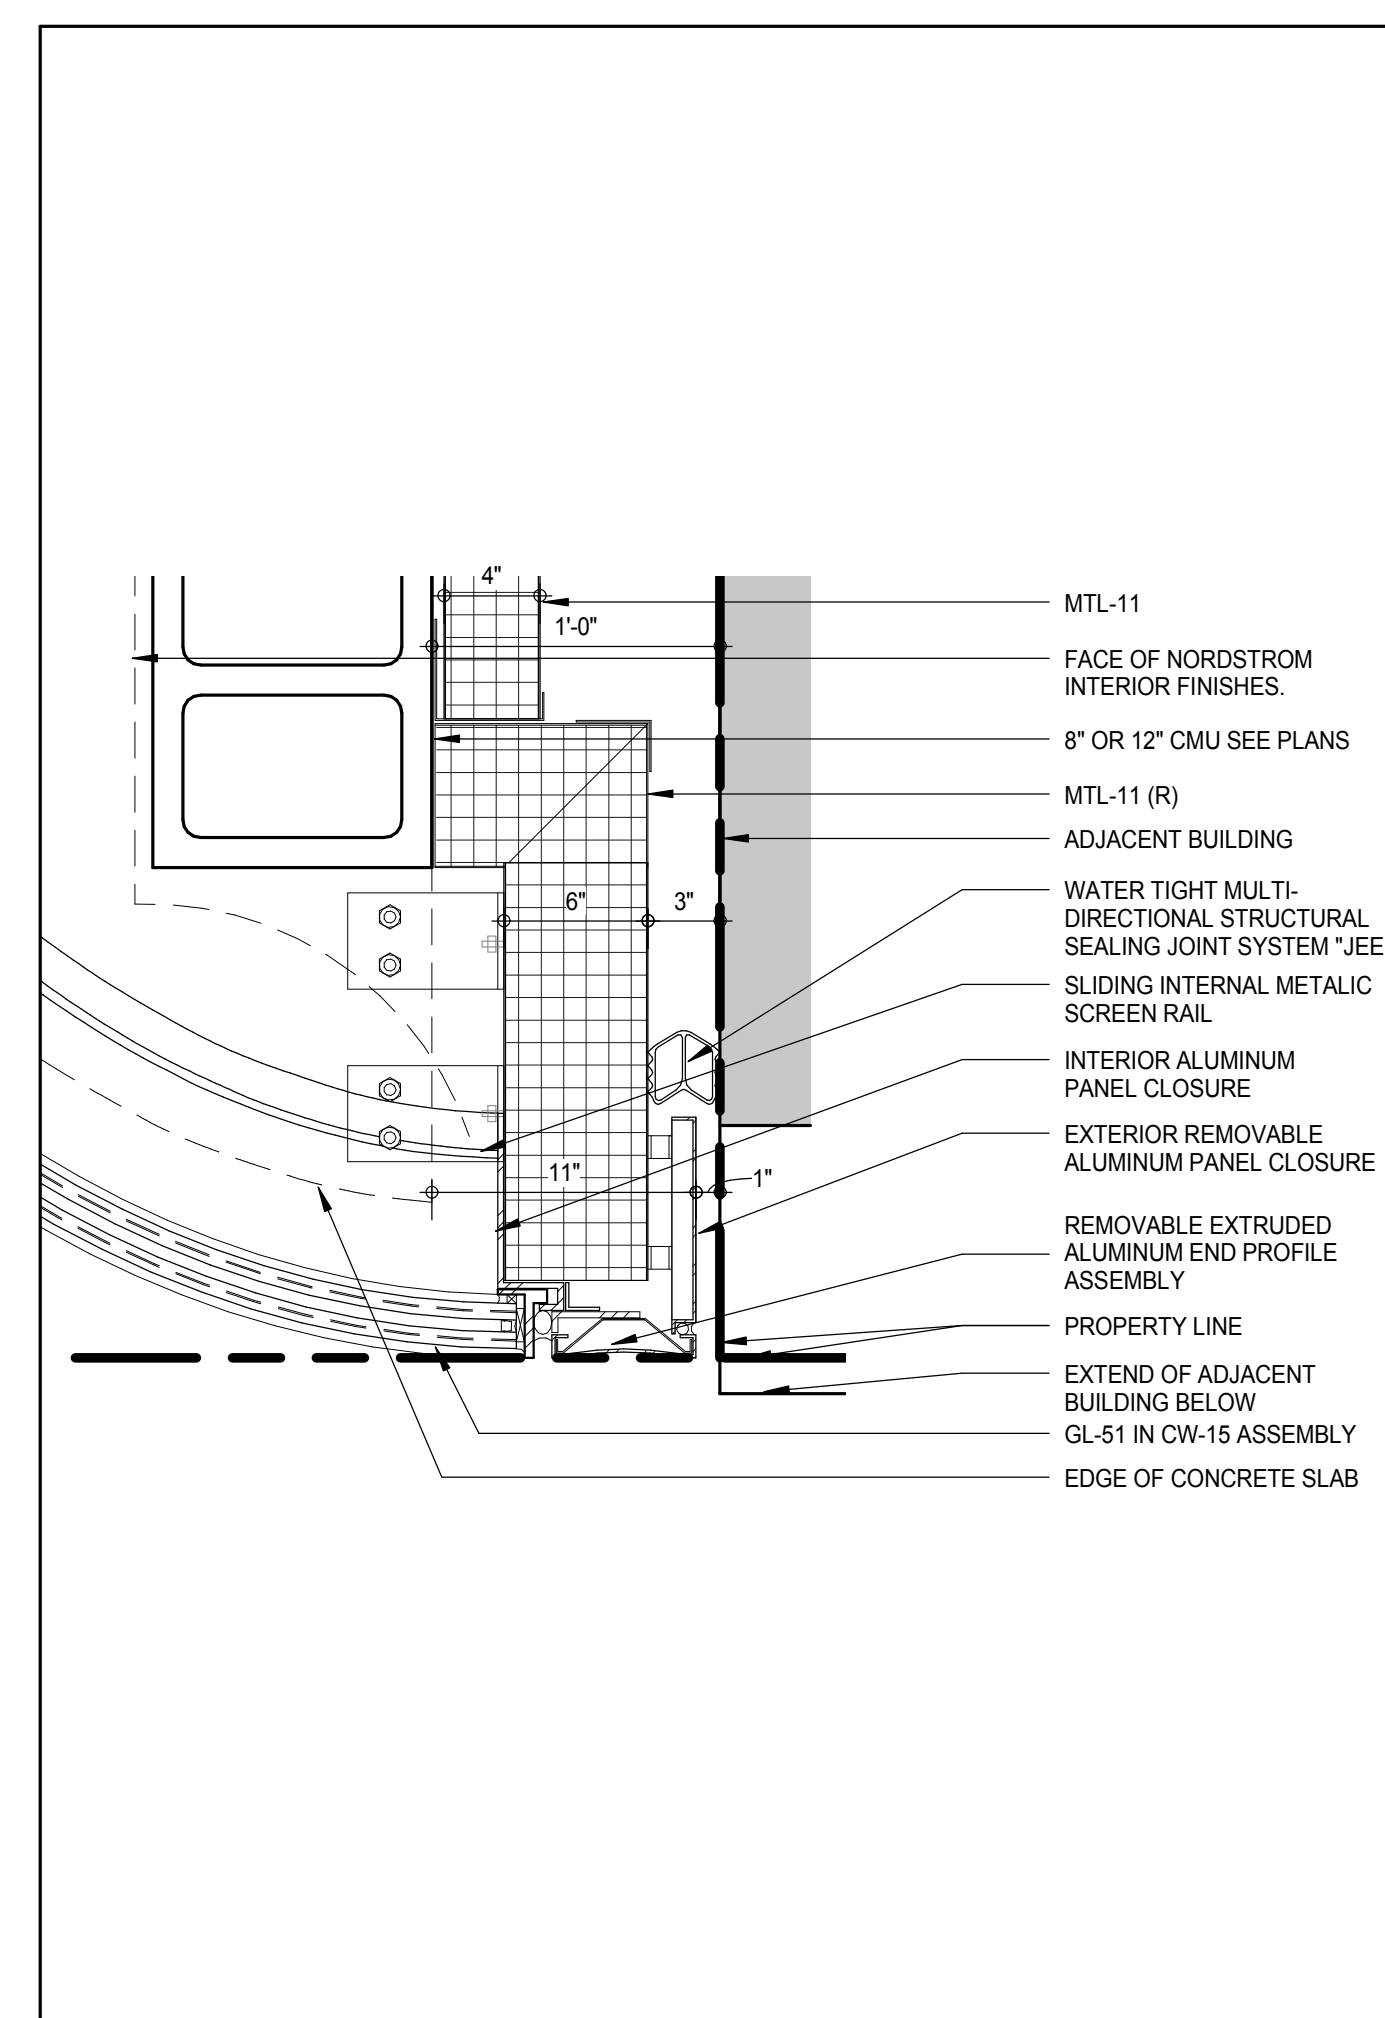 4"
1'-0"
MTL-11
FACE OF NORDSTROM
INTERIOR FINISHES.
8" OR 12" CMU SEE PLANS
MTL-11 (R)
ADJACENT BUILDING
6"
3"
WATER TIGHT MULTI-
DIRECTIONAL STRUCTURAL
SEALING JOINT SYSTEM "JEE
SLIDING INTERNAL METALIC
SCREEN RAIL
INTERIOR ALUMINUM
PANEL CLOSURE
EXTERIOR REMOVABLE
ALUMINUM PANEL CLOSURE
11"
1"
REMOVABLE EXTRUDED
ALUMINUM END PROFILE
ASSEMBLY
PROPERTY LINE
EXTEND OF ADJACENT
BUILDING BELOW
GL-51 IN CW-15 ASSEMBLY
EDGE OF CONCRETE SLAB